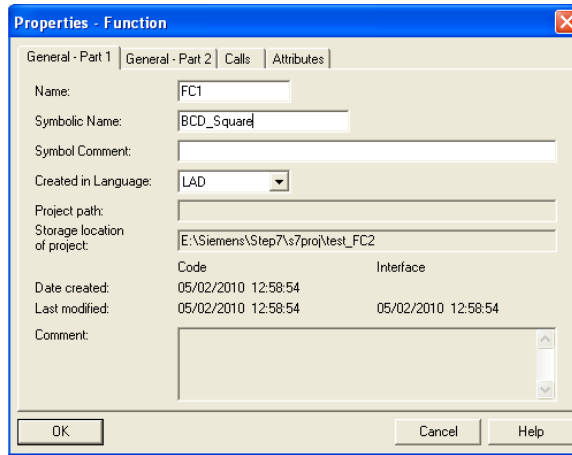 Properties - Function
General - Part 1 General - Part 2 Calls Attributes
Name: FC1
Symbolic Name: BCD_Square
Symbol Comment:
Created in Language: LAD
Project path:
Storage location
of project: E:\Siemens\Step7\s7proj\test_FC2
Code Interface
Date created: 05/02/2010 12:58:54
Last modified: 05/02/2010 12:58:54 05/02/2010 12:58:54
Comment:
OK Cancel Help